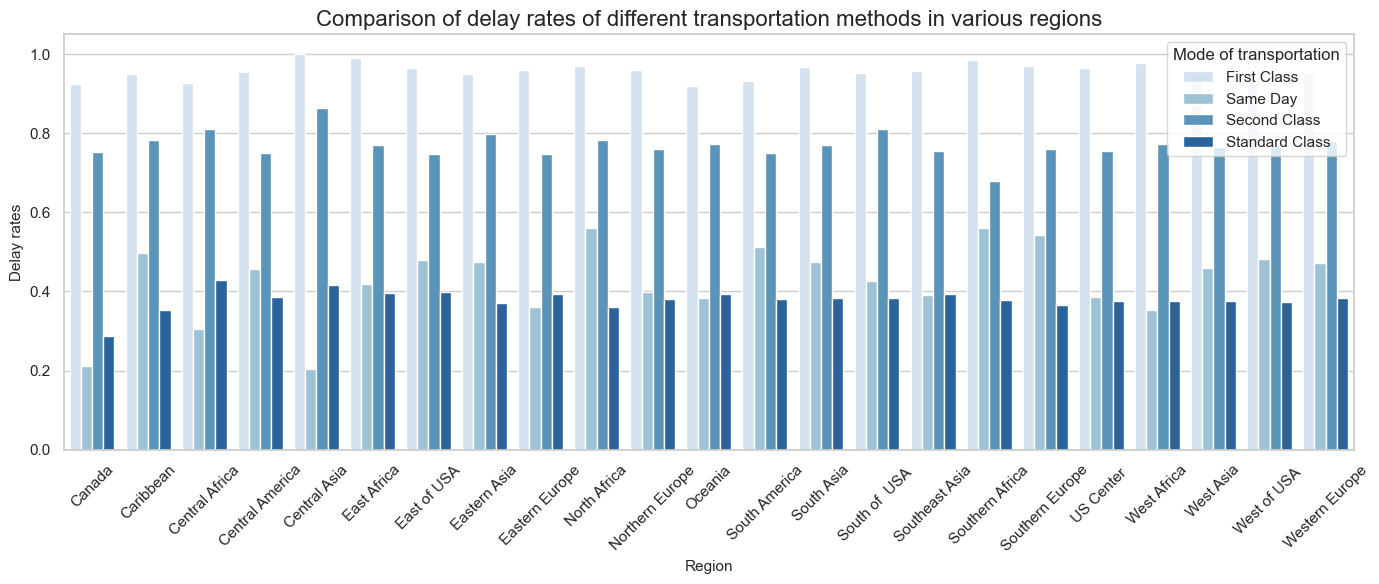 Comparison of delay rates of different transportation methods in various regions
Mode of transportation
First Class
Same Day
Second Class
Standard Class
Delay rates
1.0
0.8
0.6
0.4
0.2
0.0
Canada
Caribbean
Central Africa
Central America
Central Asia
East Africa
East of USA
Eastern Asia
Eastern Europe
North Africa
Northern Europe
Oceania
South America
South Asia
South of  USA
Southeast Asia
Southern Africa
Southern Europe
US Center
West Africa
West Asia
West of USA
Western Europe
Region